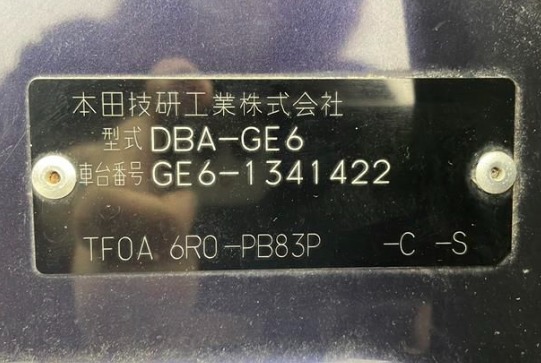 本田技研工業株式会社
型式 DBA-GE6
車台番号 GE6-1341422
TF0A 6R0-PB83P -C -S